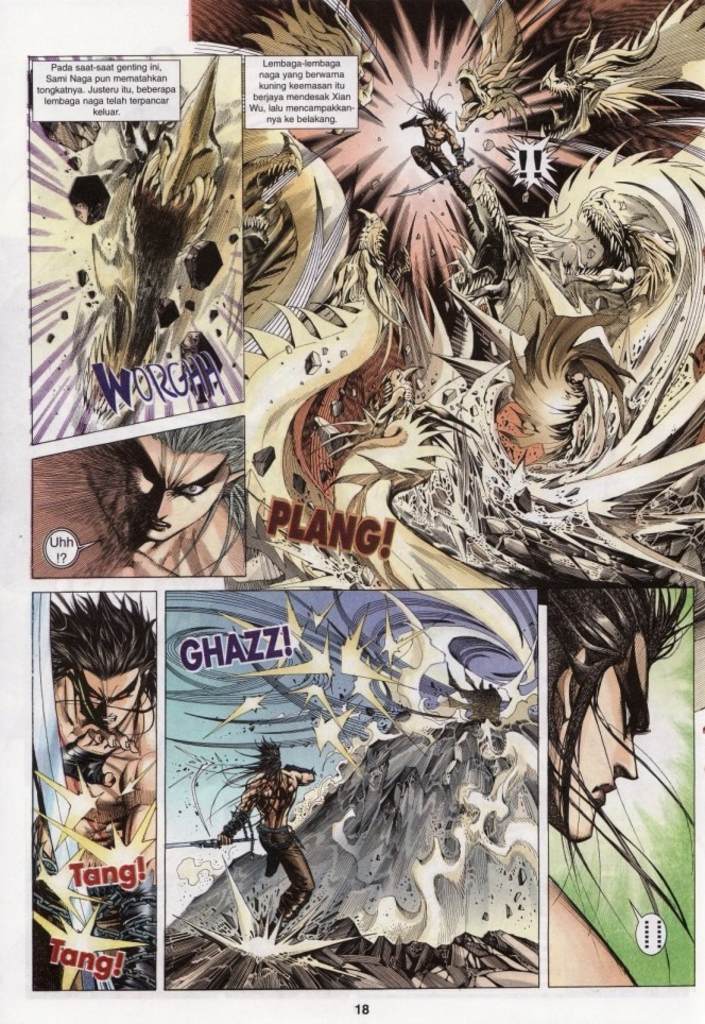 Pada saat-saat genting ini,
Sami Naga pun mematahkan
tongkatnya. Justeru itu, beberapa
lembaga naga telah terpancar
keluar.
Lembaga-lembaga
naga yang berwarna
kuning keemasan itu
berjaya mendesak Xian
Wu, lalu mencampakkan-
nya ke belakang.
!!
WORGHH
Uhh
!?
PLANG!
Tang!
Tang!
GHAZZ!
18